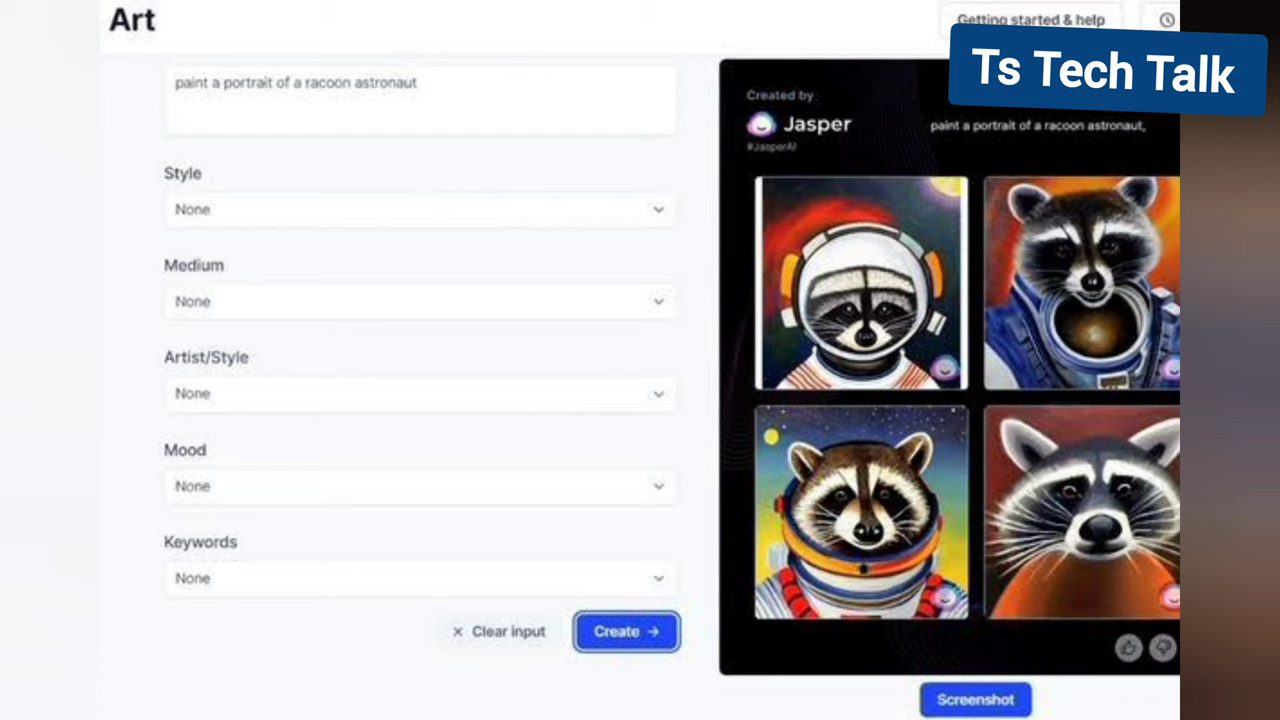 Art
Getting started & help
Ts Tech Talk
paint a portrait of a racoon astronaut
Style
None
Medium
None
Artist/Style
None
Mood
None
Keywords
None
Clear input
Create →
Created by
Jasper
#JasperAI
paint a portrait of a racoon astronaut,
Screenshot